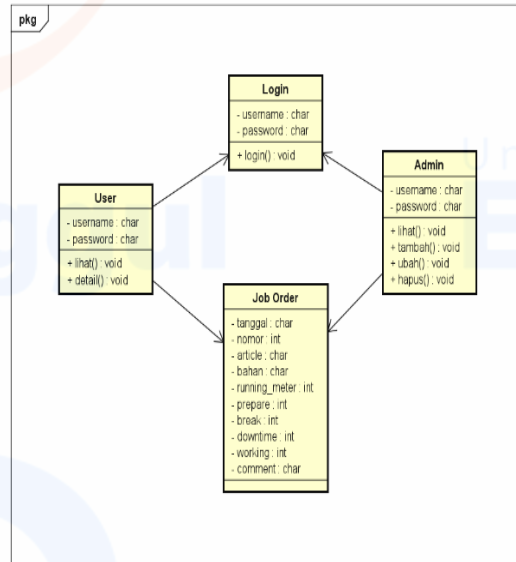 pkg
Login
- username : char
- password : char
+ login() : void
Admin
- username : char
- password : char
+ lihat() : void
+ tambah() : void
+ ubah() : void
+ hapus() : void
User
- username : char
- password : char
+ lihat() : void
+ detail() : void
Job Order
- tanggal : char
- nomor : int
- article : char
- bahan : char
- running_meter : int
- prepare : int
- break : int
- downtime : int
- working : int
- comment : char